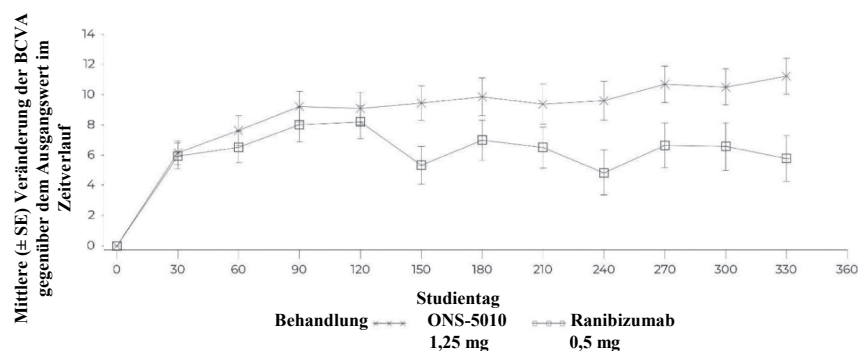 Mittlere (± SE) Veränderung der BCVA
gegenüber dem Ausgangswert im
Zeitverlauf
14
12
10
8
6
4
2
0
0 30 60 90 120 150 180 210 240 270 300 330 360
Studientag
Behandlung ONS-5010 Ranibizumab
1,25 mg 0,5 mg